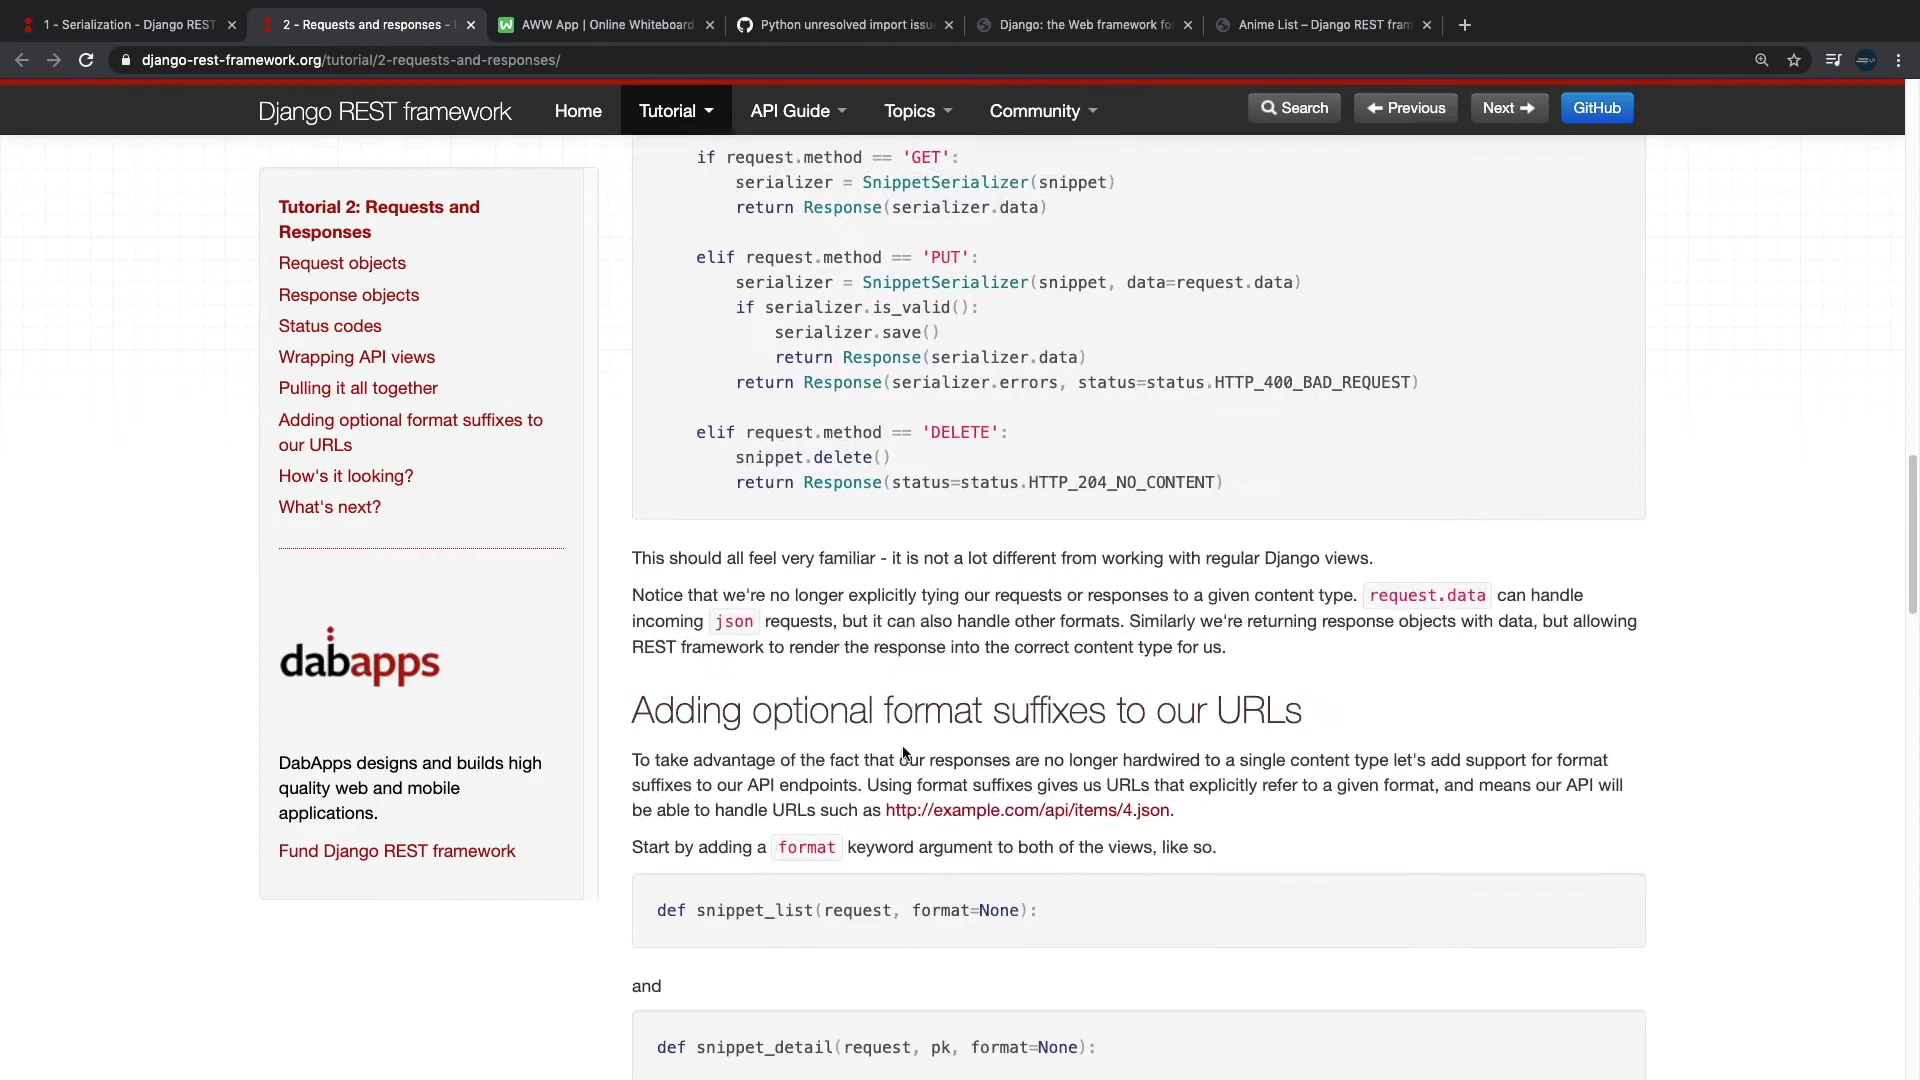 1 - Serialization - Django REST
2 - Requests and responses -
AWW App | Online Whiteboard
Python unresolved import issu
Django: the Web framework fo
Anime List – Django REST fram
django-rest-framework.org/tutorial/2-requests-and-responses/
Django REST framework
Home
Tutorial
API Guide
Topics
Community
Search
Previous
Next
GitHub
Tutorial 2: Requests and
Responses
Request objects
Response objects
Status codes
Wrapping API views
Pulling it all together
Adding optional format suffixes to
our URLs
How's it looking?
What's next?
dabapps
DabApps designs and builds high
quality web and mobile
applications.
Fund Django REST framework
if request.method == 'GET':
serializer = SnippetSerializer(snippet)
return Response(serializer.data)
elif request.method == 'PUT':
serializer = SnippetSerializer(snippet, data=request.data)
if serializer.is_valid():
serializer.save()
return Response(serializer.data)
return Response(serializer.errors, status=status.HTTP_400_BAD_REQUEST)
elif request.method == 'DELETE':
snippet.delete()
return Response(status=status.HTTP_204_NO_CONTENT)
This should all feel very familiar - it is not a lot different from working with regular Django views.
Notice that we're no longer explicitly tying our requests or responses to a given content type. request.data can handle
incoming json requests, but it can also handle other formats. Similarly we're returning response objects with data, but allowing
REST framework to render the response into the correct content type for us.
Adding optional format suffixes to our URLs
To take advantage of the fact that our responses are no longer hardwired to a single content type let's add support for format
suffixes to our API endpoints. Using format suffixes gives us URLs that explicitly refer to a given format, and means our API will
be able to handle URLs such as http://example.com/api/items/4.json.
Start by adding a format keyword argument to both of the views, like so.
def snippet_list(request, format=None):
and
def snippet_detail(request, pk, format=None):